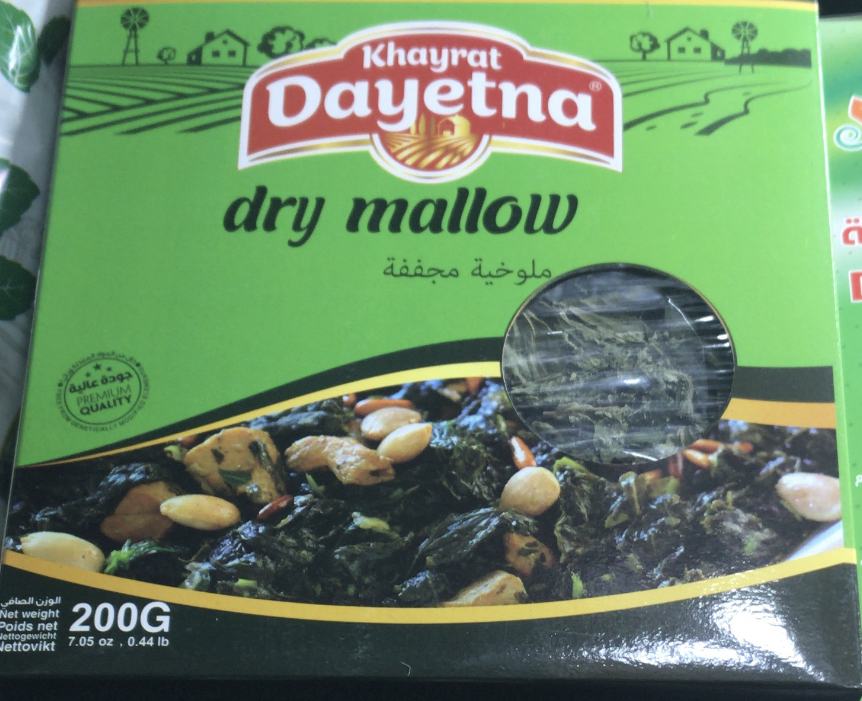 Khayrat
Dayetna®
dry mallow
ملوخية مجففة
جودة عالية
PREMIUM
QUALITY
الوزن الصافي
Net weight
Poids net
Nettogewicht
Nettovikt
200G
7.05 oz , 0.44 lb